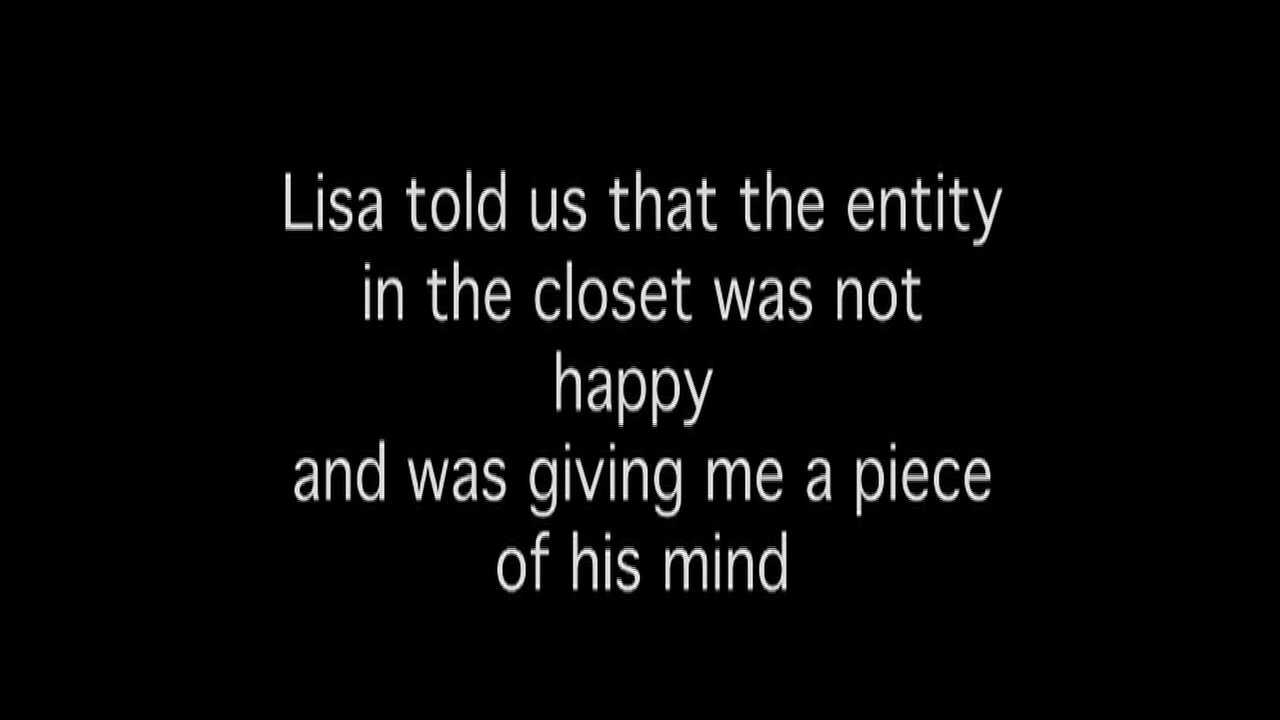 Lisa told us that the entity
in the closet was not
happy
and was giving me a piece
of his mind